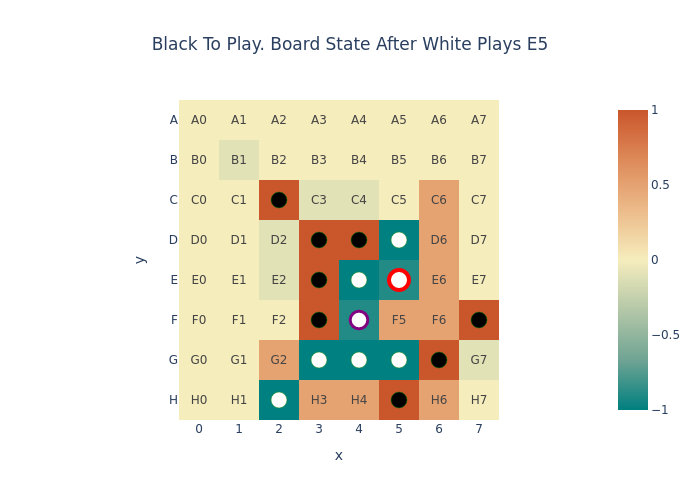 Black To Play. Board State After White Plays E5
A A0 A1 A2 A3 A4 A5 A6 A7
B B0 B1 B2 B3 B4 B5 B6 B7
C C0 C1 C3 C4 C5 C6 C7
D D0 D1 D2 D6 D7
E E0 E1 E2 E6 E7
F F0 F1 F2 F5 F6
G G0 G1 G2 G7
H H0 H1 H3 H4 H6 H7
0 1 2 3 4 5 6 7
x
y
1
0.5
0
−0.5
−1